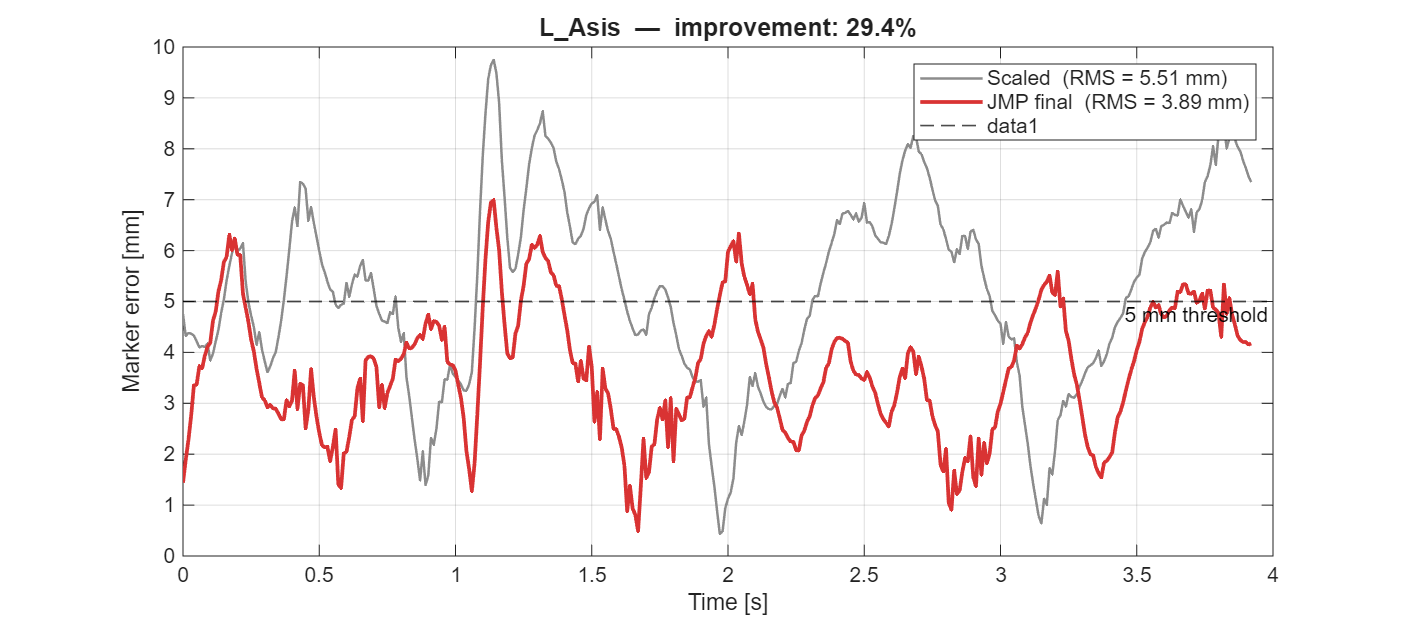 L_Asis — improvement: 29.4%
Scaled (RMS = 5.51 mm)
JMP final (RMS = 3.89 mm)
data1
5 mm threshold
Marker error [mm]
10
9
8
7
6
5
4
3
2
1
0
0 0.5 1 1.5 2 2.5 3 3.5 4
Time [s]